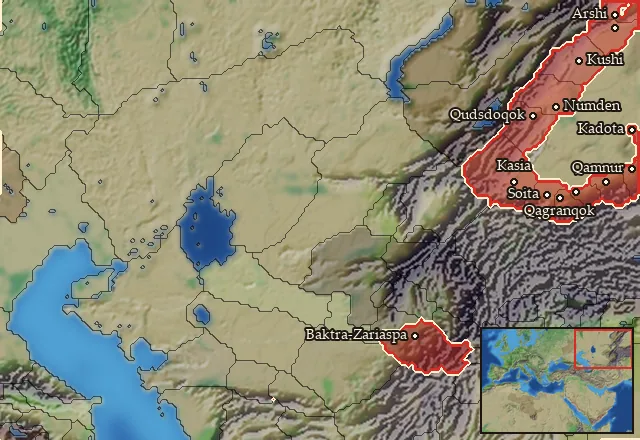 Arshi
Kushi
Numden
Qudsdoqok
Kadota
Kasia
Qamnur
Soita
Qagranqok
Baktra-Zariaspa